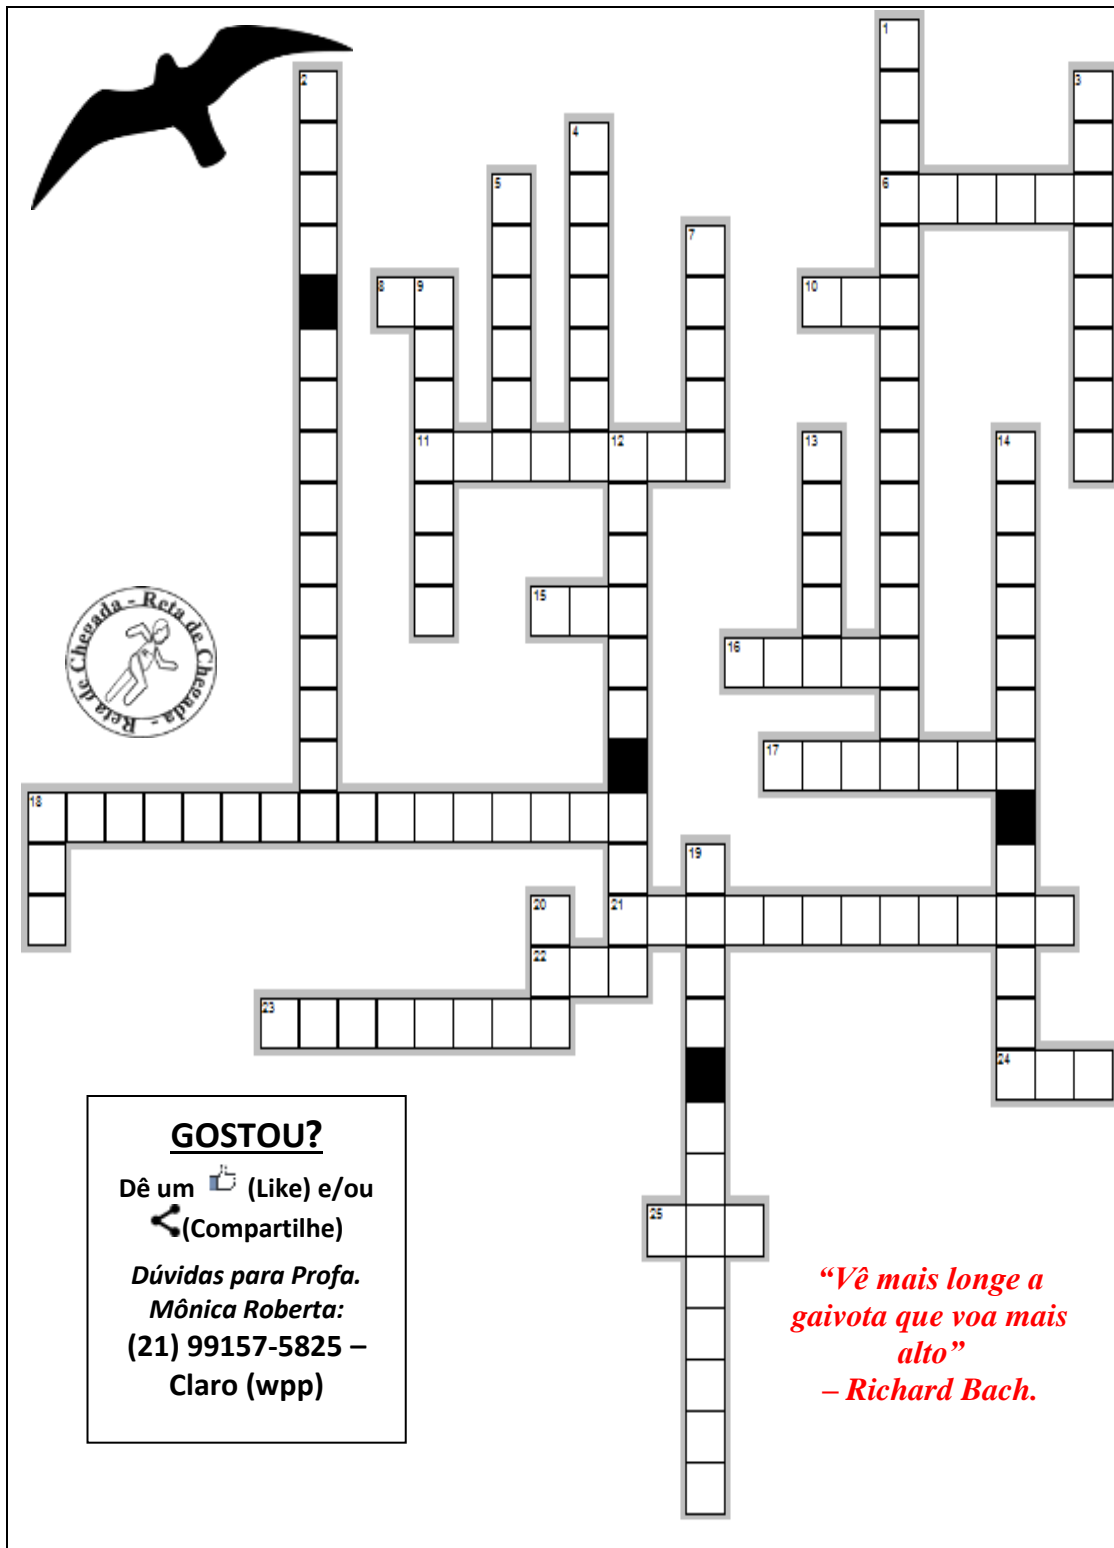 1
2
3
4
5
6
7
8
9
10
11
12
13
14
15
16
17
18
19
20
21
22
23
24
25
Reta de Chegada - Reta de Chegada -
GOSTOU?
Dê um (Like) e/ou
(Compartilhe)
Dúvidas para Profa.
Mônica Roberta:
(21) 99157-5825 –
Claro (wpp)
“Vê mais longe a
gaivota que voa mais
alto”
– Richard Bach.